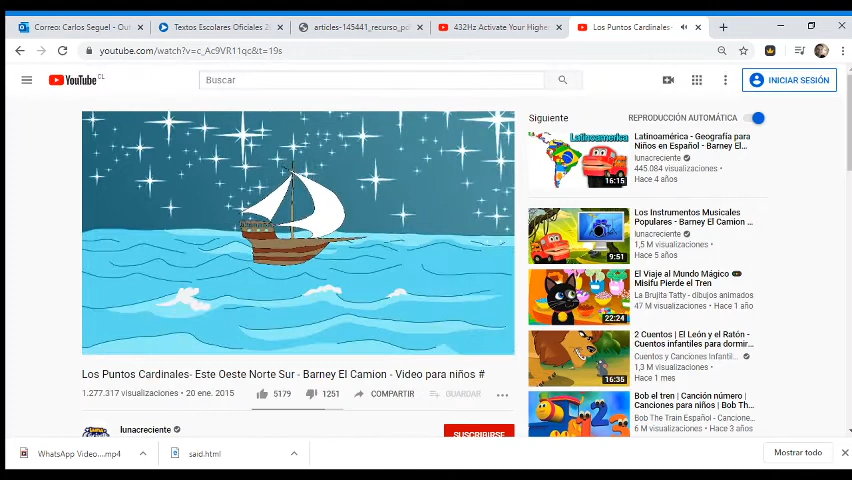 Correo: Carlos Seguel - Out
Textos Escolares Oficiales 2
articles-145441_recurso_pd
432Hz Activate Your Highe
Los Puntos Cardinales-
youtube.com/watch?v=c_Ac9VR11qc&t=19s
YouTube CL
Buscar
INICIAR SESIÓN
Siguiente
REPRODUCCIÓN AUTOMÁTICA
Latinoamerica
16:15
Latinoamérica - Geografía para
Niños en Español - Barney El...
lunacreciente
445.084 visualizaciones •
Hace 4 años
9:51
Los Instrumentos Musicales
Populares - Barney El Camion ...
lunacreciente
1,5 M visualizaciones •
Hace 5 años
22:24
El Viaje al Mundo Mágico
Misifu Pierde el Tren
La Brujita Tatty - dibujos animados
47 M visualizaciones • Hace 1 año
16:35
2 Cuentos | El León y el Ratón -
Cuentos infantiles para dormir...
Cuentos y Canciones Infantil...
1,3 M visualizaciones •
Hace 1 mes
Bob el tren | Canción número |
Canciones para niños | Bob Th...
Bob The Train Español - Cancione...
6 M visualizaciones • Hace 3 años
Los Puntos Cardinales- Este Oeste Norte Sur - Barney El Camion - Video para niños #
1.277.317 visualizaciones • 20 ene. 2015
5179
1251
COMPARTIR
GUARDAR
lunacreciente
SUSCRIBIRSE
WhatsApp Video....mp4
said.html
Mostrar todo